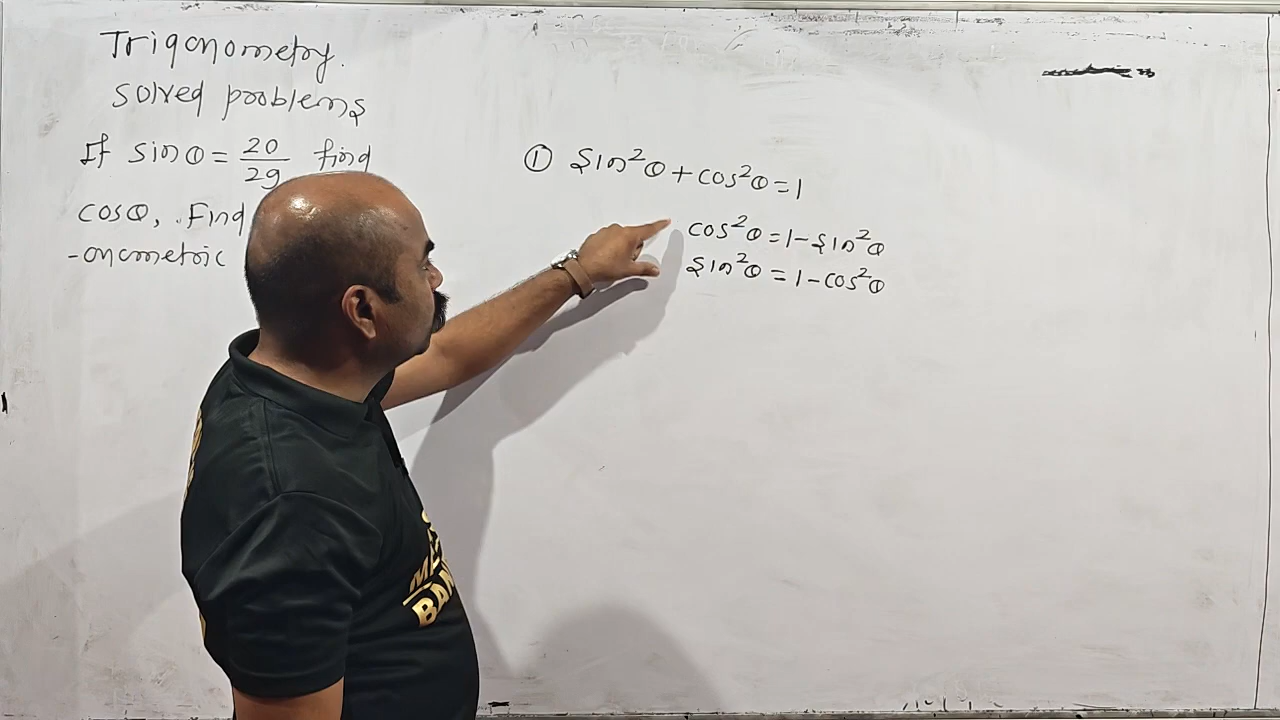 Trigonometry.
Solved problems
If sinθ = 20/29 find
cosθ, . Find
-onometric
① sin²θ + cos²θ = 1
cos²θ = 1 - sin²θ
sin²θ = 1 - cos²θ